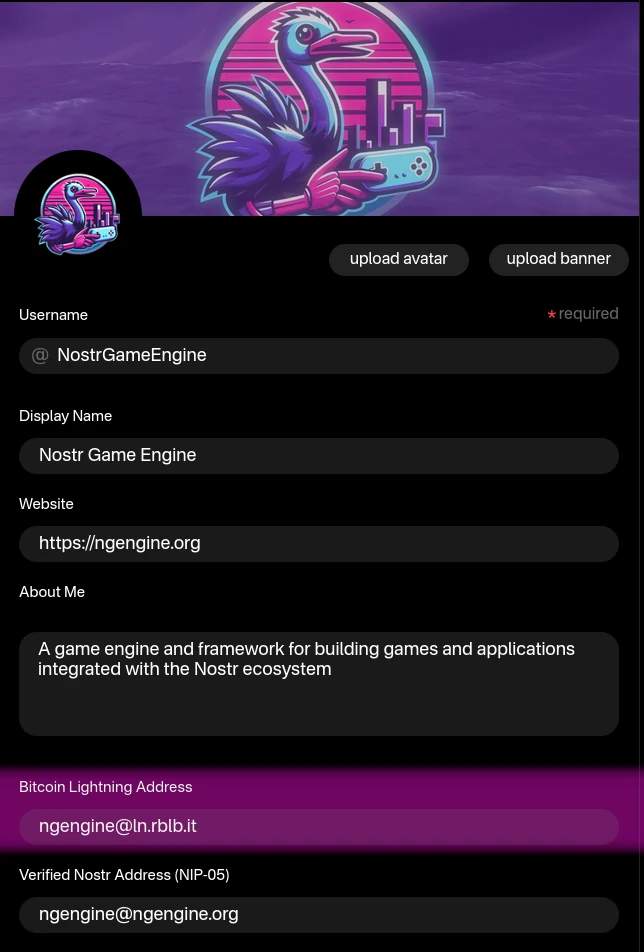 upload avatar
upload banner
Username
*required
@ NostrGameEngine
Display Name
Nostr Game Engine
Website
https://ngengine.org
About Me
A game engine and framework for building games and applications
integrated with the Nostr ecosystem
Bitcoin Lightning Address
ngengine@ln.rblb.it
Verified Nostr Address (NIP-05)
ngengine@ngengine.org